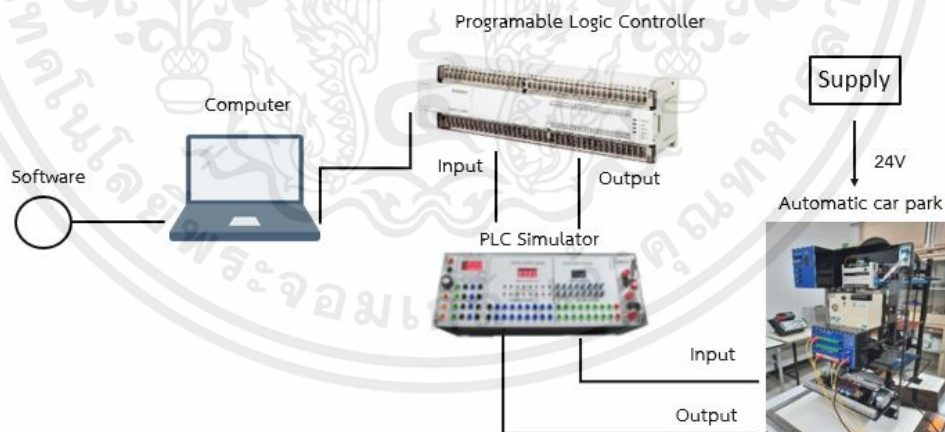 Programable Logic Controller
Supply
Computer
24V
Input
Output
Software
Automatic car park
PLC Simulator
Input
Output